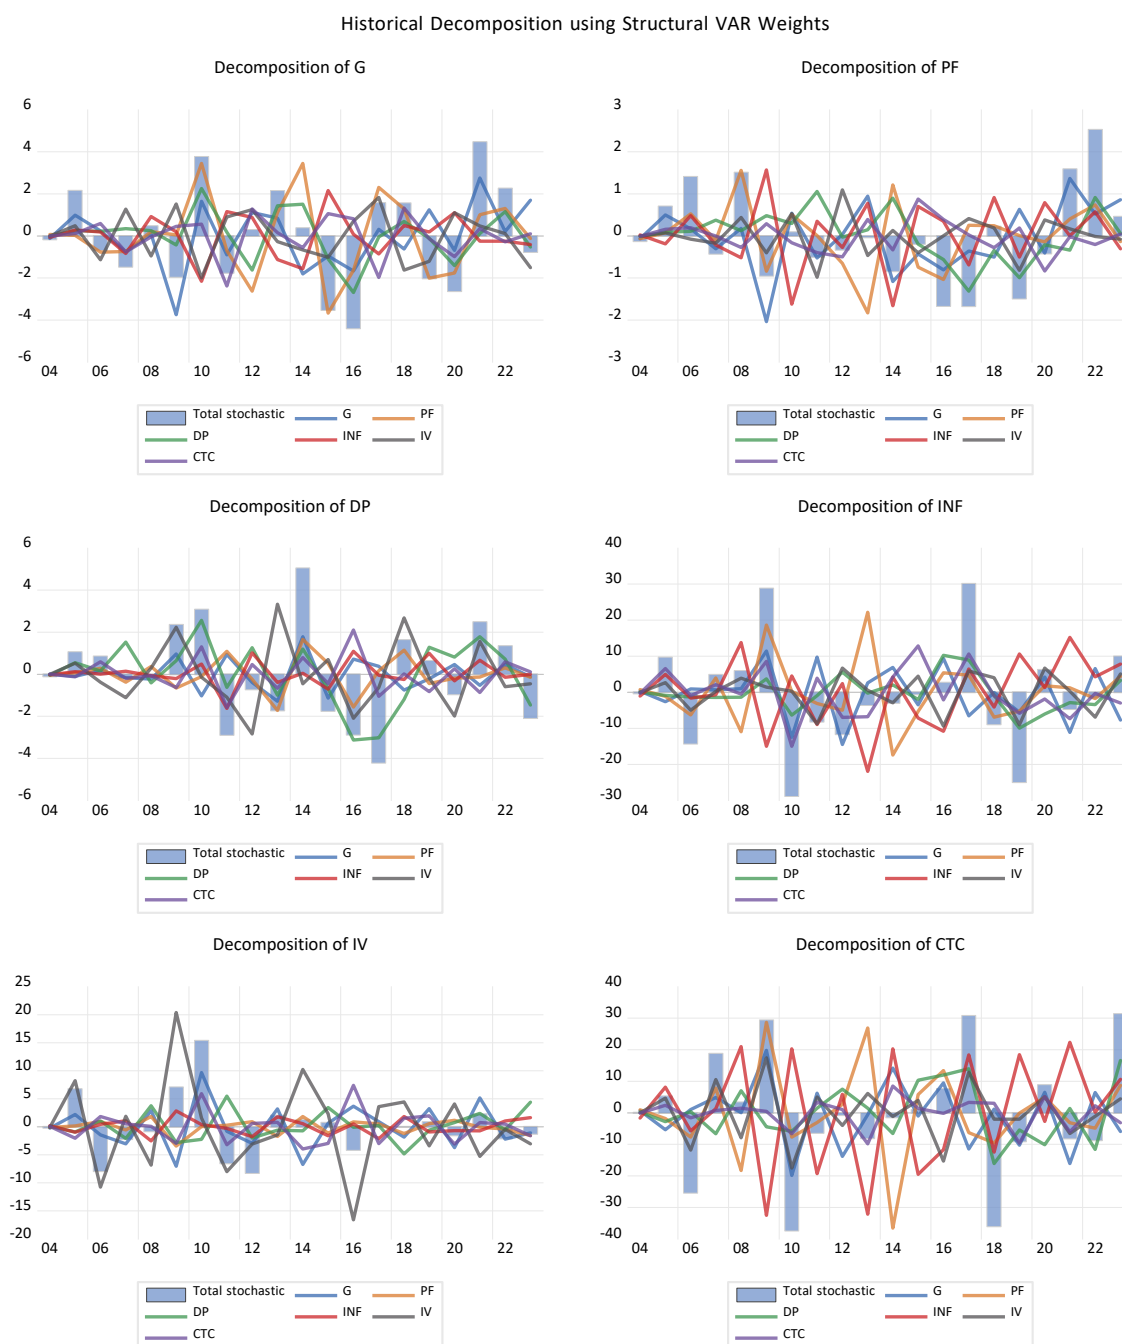 Historical Decomposition using Structural VAR Weights
Decomposition of G
6
4
2
0
-2
-4
-6
04 06 08 10 12 14 16 18 20 22
Total stochastic G PF
DP INF IV
CTC
Decomposition of PF
3
2
1
0
-1
-2
-3
04 06 08 10 12 14 16 18 20 22
Total stochastic G PF
DP INF IV
CTC
Decomposition of DP
6
4
2
0
-2
-4
-6
04 06 08 10 12 14 16 18 20 22
Total stochastic G PF
DP INF IV
CTC
Decomposition of INF
40
30
20
10
0
-10
-20
-30
04 06 08 10 12 14 16 18 20 22
Total stochastic G PF
DP INF IV
CTC
Decomposition of IV
25
20
15
10
5
0
-5
-10
-15
-20
04 06 08 10 12 14 16 18 20 22
Total stochastic G PF
DP INF IV
CTC
Decomposition of CTC
40
30
20
10
0
-10
-20
-30
-40
04 06 08 10 12 14 16 18 20 22
Total stochastic G PF
DP INF IV
CTC